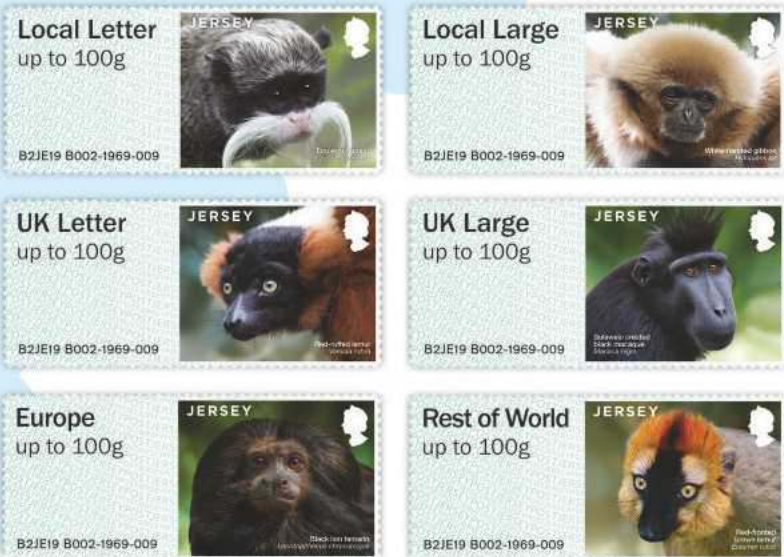 Local Letter
up to 100g
B2JE19 B002-1969-009
JERSEY
Local Large
up to 100g
B2JE19 B002-1969-009
JERSEY
White-handed gibbon
UK Letter
up to 100g
B2JE19 B002-1969-009
JERSEY
Red-ruffed lemur
Varecia rubra
UK Large
up to 100g
B2JE19 B002-1969-009
JERSEY
Sulawesi crested
black macaque
Macaca nigra
Europe
up to 100g
B2JE19 B002-1969-009
JERSEY
Black lion tamarin
Rest of World
up to 100g
B2JE19 B002-1969-009
JERSEY
Red-fronted
brown lemur